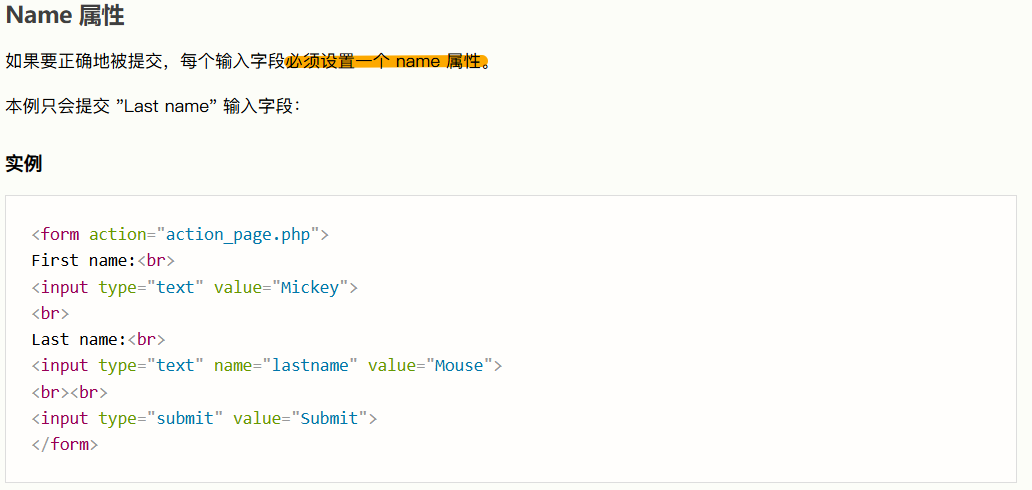 Name 属性
如果要正确地被提交，每个输入字段必须设置一个 name 属性。
本例只会提交 ”Last name” 输入字段：
实例
<form action="action_page.php">
First name:<br>
<input type="text" value="Mickey">
<br>
Last name:<br>
<input type="text" name="lastname" value="Mouse">
<br><br>
<input type="submit" value="Submit">
</form>